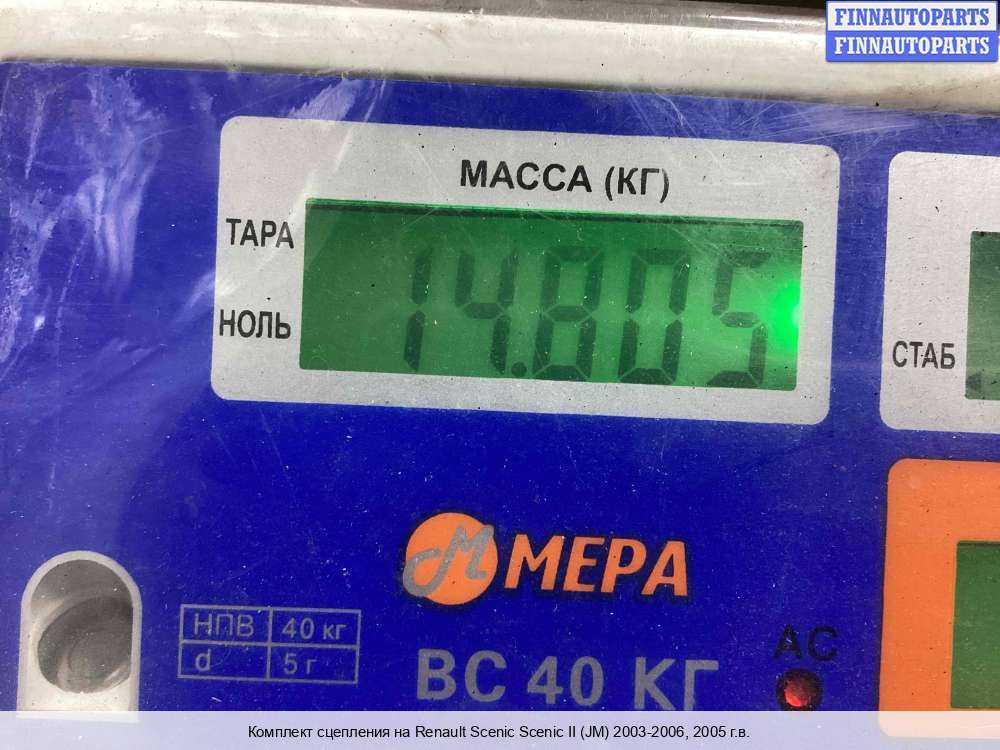 FINNAUTOPARTS
FINNAUTOPARTS
МАССА (КГ)
ТАРА
НОЛЬ
14.805
СТАБ
М МЕРА
НПВ 40 кг
d 5 г
ВС 40 КГ
AC
Комплект сцепления на Renault Scenic Scenic II (JM) 2003-2006, 2005 г.в.